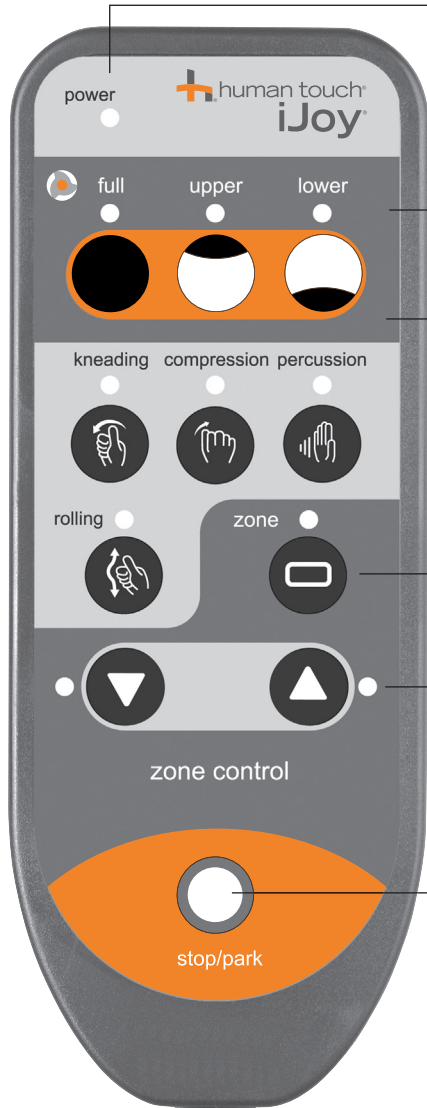 power
human touch®
iJoy®
full upper lower
kneading compression percussion
rolling zone
zone control
stop/park